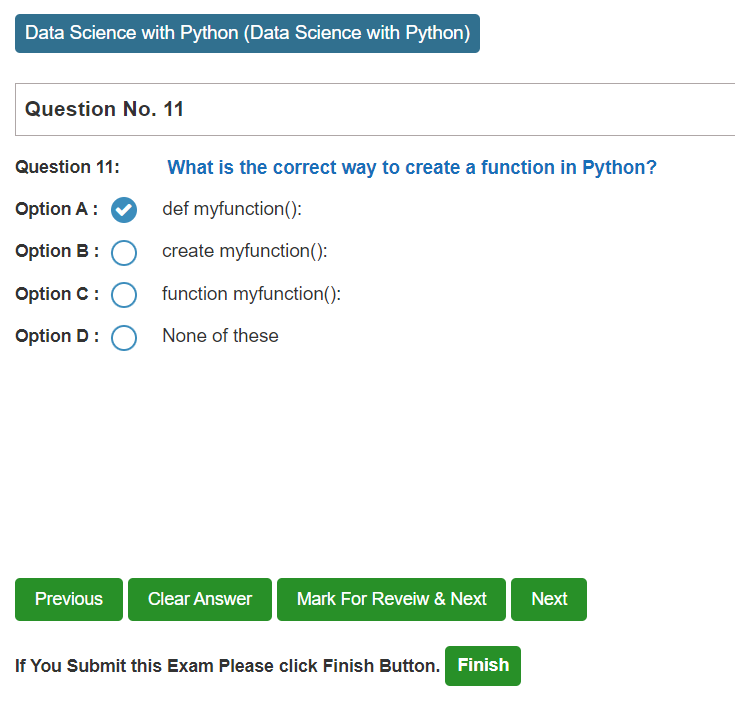 Data Science with Python (Data Science with Python)
Question No. 11
Question 11: What is the correct way to create a function in Python?
Option A : def myfunction():
Option B : create myfunction():
Option C : function myfunction():
Option D : None of these
Previous Clear Answer Mark For Reveiw & Next Next
If You Submit this Exam Please click Finish Button. Finish